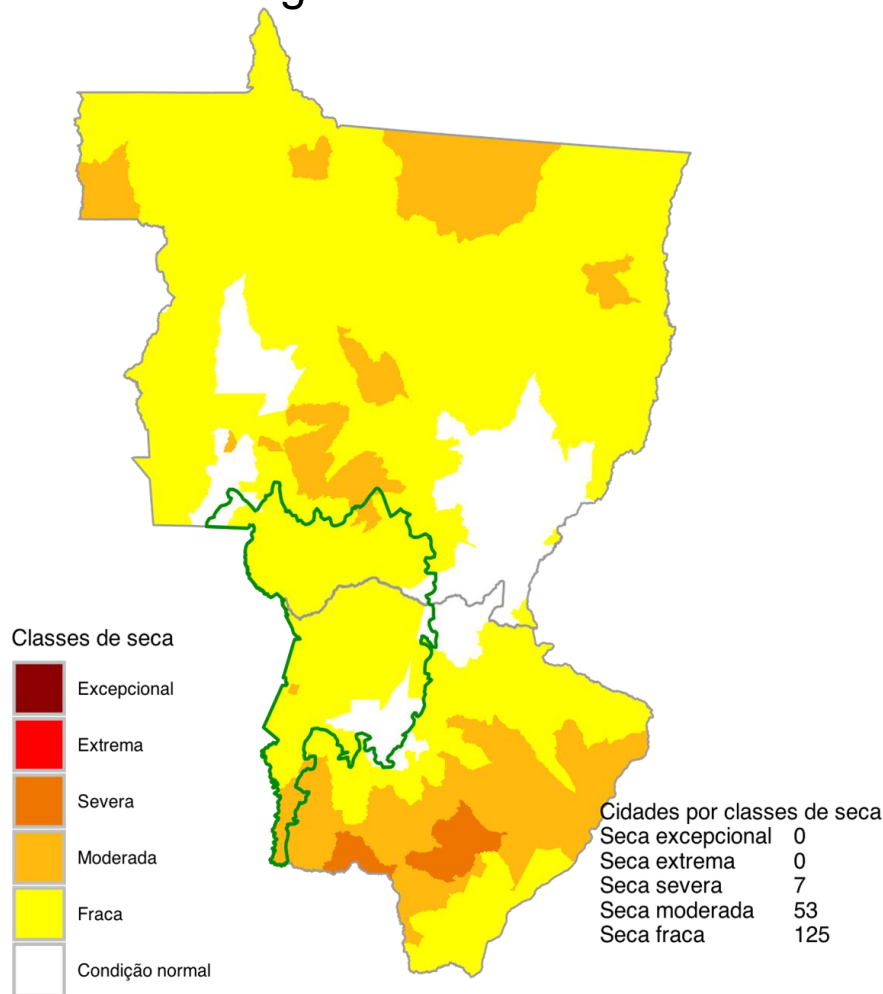 Classes de seca
Excepcional
Extrema
Severa
Moderada
Fraca
Condição normal
Cidades por classes de seca
Seca excepcional 0
Seca extrema 0
Seca severa 7
Seca moderada 53
Seca fraca 125